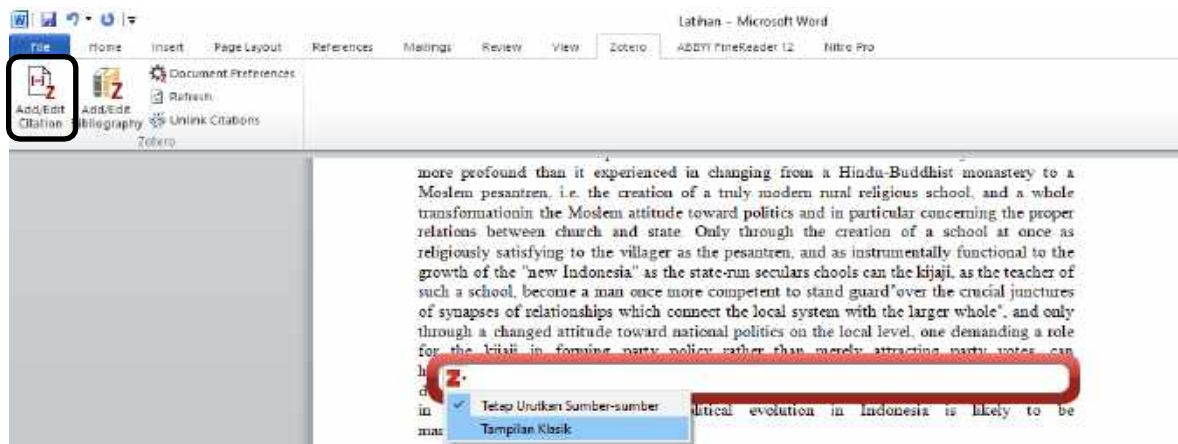 Latihan - Microsoft Word
File Home Insert Page Layout References Mailings Review View Zotero ABBYY FineReader 12 Nitro Pro
Add/Edit Citation
Add/Edit Bibliography
Document Preferences
Refresh
Unlink Citations
Zotero
more profound than it experienced in changing from a Hindu-Buddhist monastery to a
Moslem pesantren, i.e. the creation of a truly modern rural religious school, and a whole
transformationin the Moslem attitude toward politics and in particular concerning the proper
relations between church and state. Only through the creation of a school at once as
religiously satisfying to the villager as the pesantren, and as instrumentally functional to the
growth of the "new Indonesia" as the state-run seculars chools can the kijaji, as the teacher of
such a school, become a man once more competent to stand guard"over the crucial junctures
of synapses of relationships which connect the local system with the larger whole", and only
through a changed attitude toward national politics on the local level, one demanding a role
for the kijaji in forming party policy rather than merely attracting party votes, can
h
Z
d
Tetap Urutkan Sumber-sumber
in litical evolution in Indonesia is likely to be
Tampilan Klasik
mar